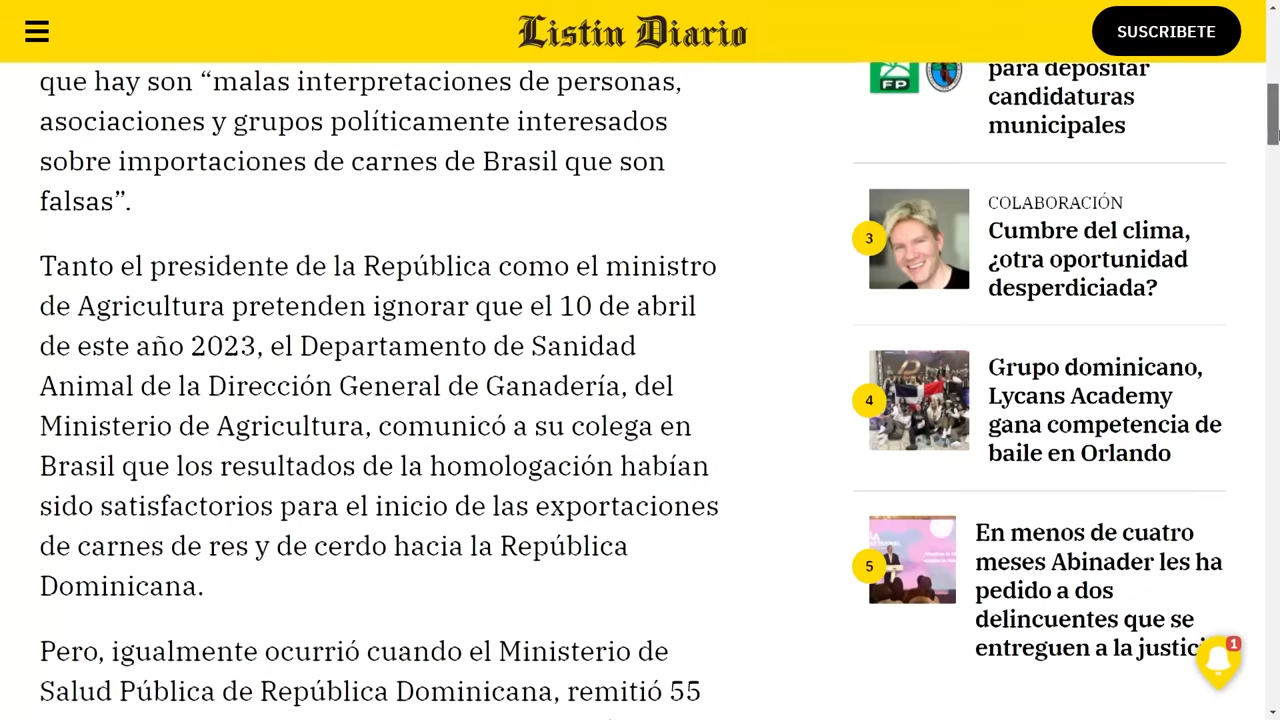 Listin Diario
SUSCRIBETE
que hay son “malas interpretaciones de personas,
asociaciones y grupos políticamente interesados
sobre importaciones de carnes de Brasil que son
falsas”.
Tanto el presidente de la República como el ministro
de Agricultura pretenden ignorar que el 10 de abril
de este año 2023, el Departamento de Sanidad
Animal de la Dirección General de Ganadería, del
Ministerio de Agricultura, comunicó a su colega en
Brasil que los resultados de la homologación habían
sido satisfactorios para el inicio de las exportaciones
de carnes de res y de cerdo hacia la República
Dominicana.
Pero, igualmente ocurrió cuando el Ministerio de
Salud Pública de República Dominicana, remitió 55
FP
para depositar
candidaturas
municipales
3
COLABORACIÓN
Cumbre del clima,
¿otra oportunidad
desperdiciada?
4
Grupo dominicano,
Lycans Academy
gana competencia de
baile en Orlando
5
En menos de cuatro
meses Abinader les ha
pedido a dos
delincuentes que se
entreguen a la justici
1